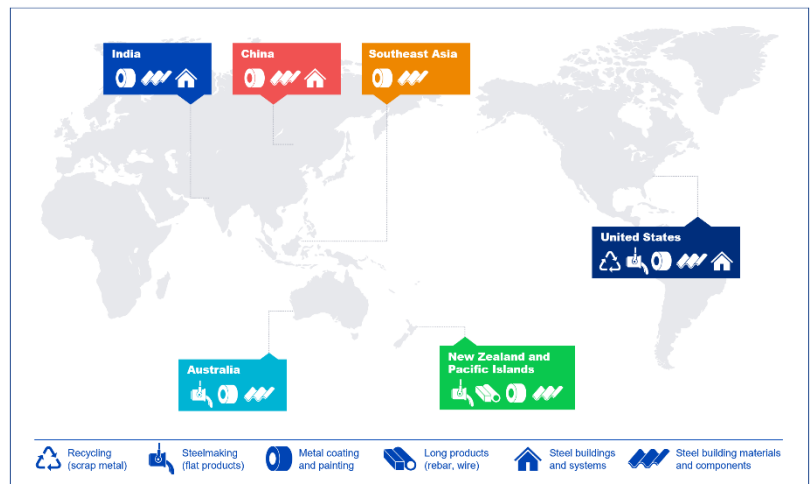 India
China
Southeast Asia
United States
Australia
New Zealand and
Pacific Islands
Recycling
(scrap metal)
Steelmaking
(flat products)
Metal coating
and painting
Long products
(rebar, wire)
Steel buildings
and systems
Steel building materials
and components